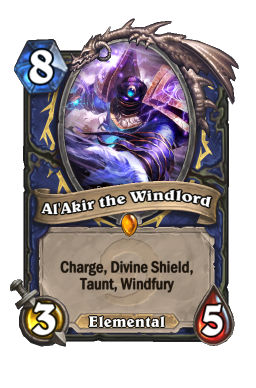 8
Al'Akir the Windlord
Charge, Divine Shield,
Taunt, Windfury
3
Elemental
5